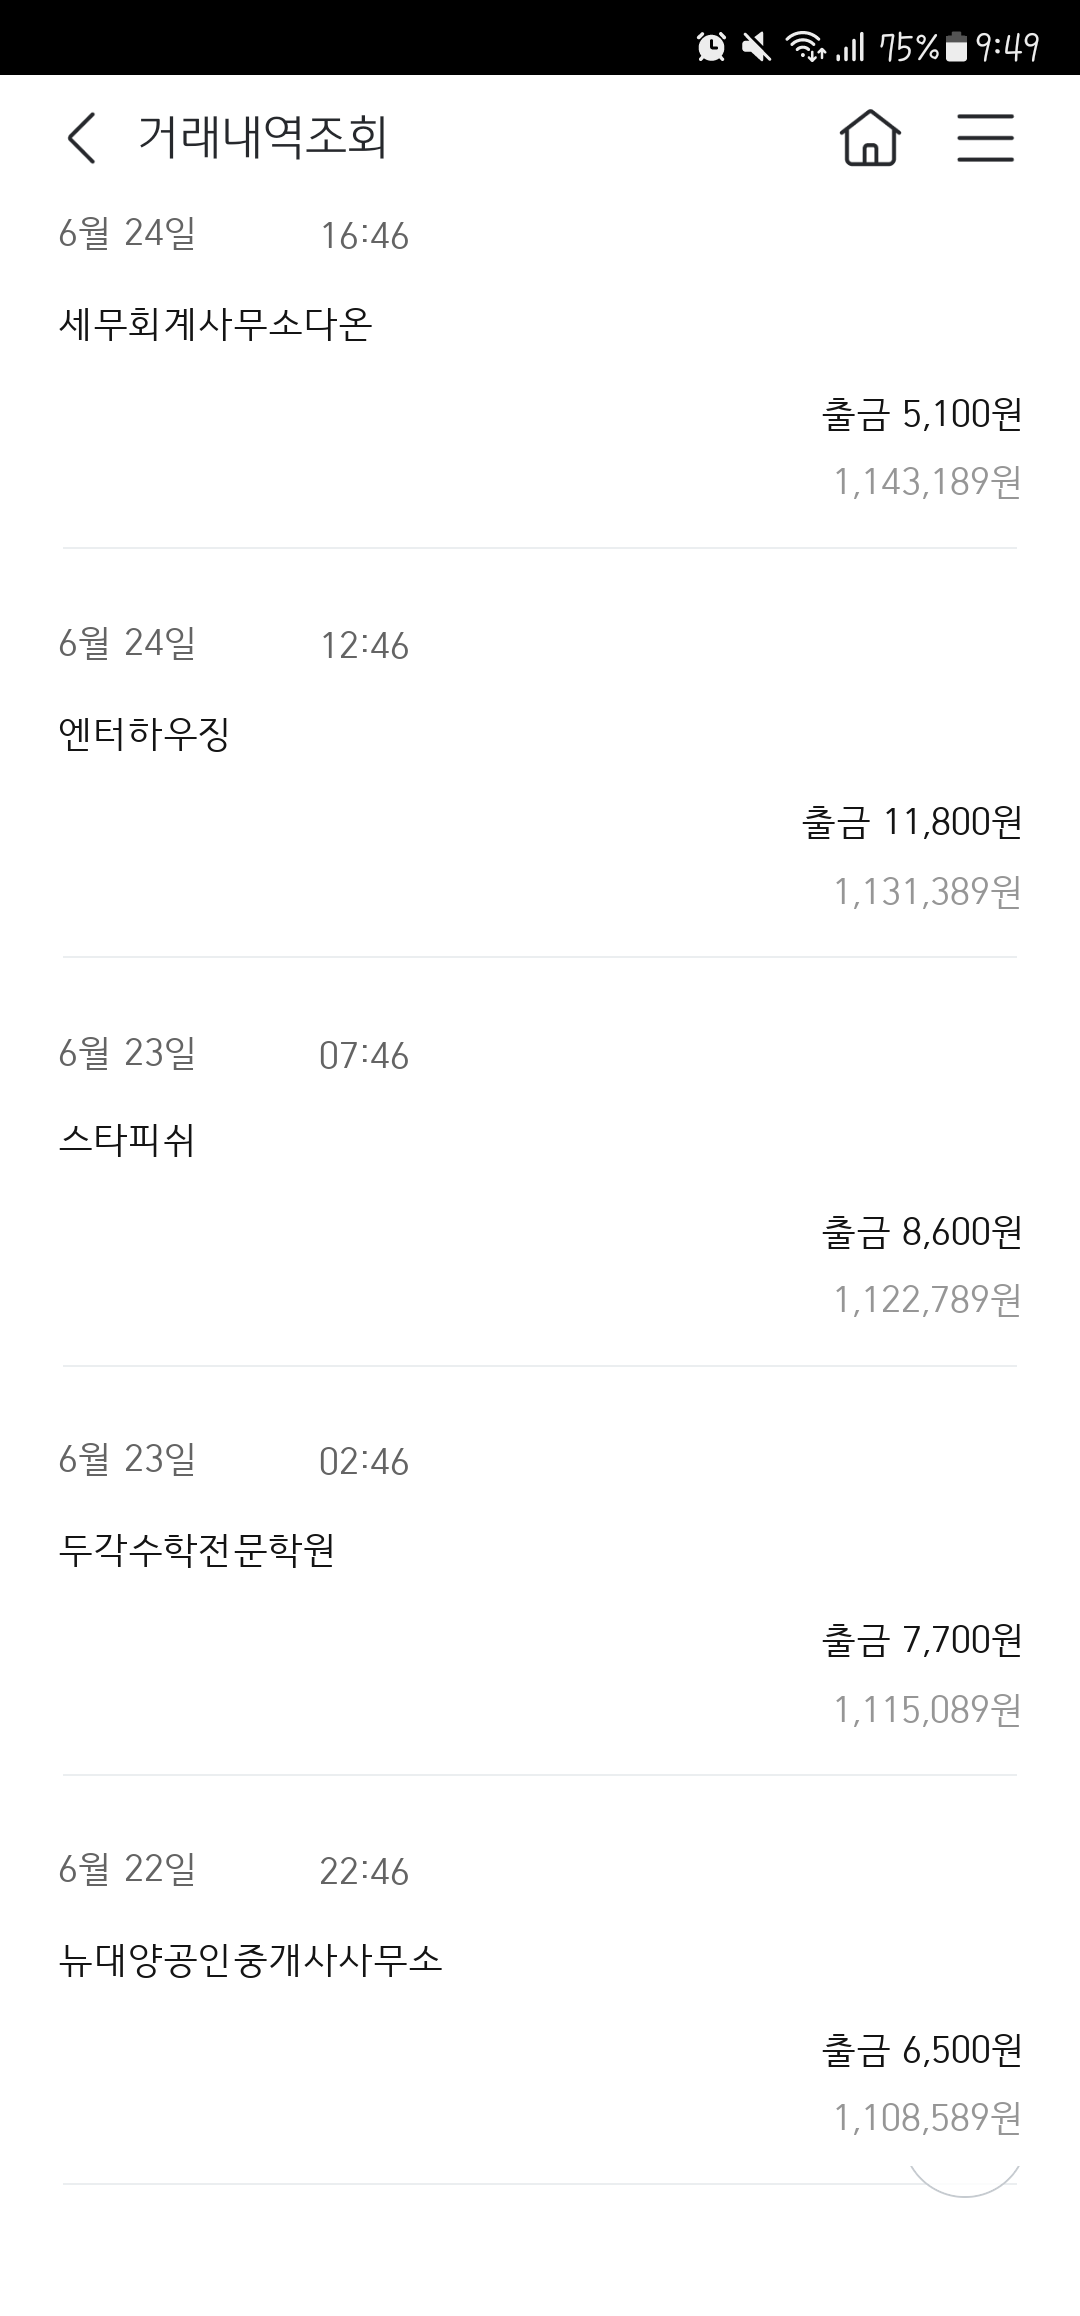 75% 9:49
거래내역조회
6월 24일 16:46
세무회계사무소다온
출금 5,100원
1,143,189원
6월 24일 12:46
엔터하우징
출금 11,800원
1,131,389원
6월 23일 07:46
스타피쉬
출금 8,600원
1,122,789원
6월 23일 02:46
두각수학전문학원
출금 7,700원
1,115,089원
6월 22일 22:46
뉴대양공인중개사사무소
출금 6,500원
1,108,589원